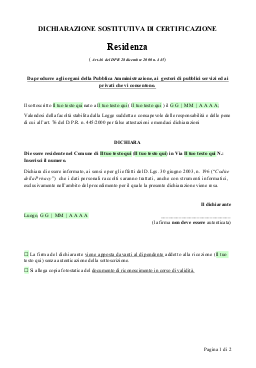 DICHIARAZIONE SOSTITUTIVA DI CERTIFICAZIONE
Residenza
( Art.46 del DPR 28 dicembre 2000 n. 445)
Da produrre agli organi della Pubblica Amministrazione, ai gestori di pubblici servizi ed ai
privati che vi consentono.
Il sottoscritto Il tuo testo qui nato a Il tuo testo qui (Il tuo testo qui ) il GG | MM | AAAA,
Valendosi della facoltà stabilita dalla Legge suddetta e consapevole delle responsabilità e delle pene
di cui all'art. 76 del D.P.R. n. 445/2000 per false attestazioni e mendaci dichiarazioni
DICHIARA
Di essere residente nel Comune di Il tuo testo qui (Il tuo testo qui) in Via Il tuo testo qui N.:
Inserisci il numero.
Dichiara di essere informato, ai sensi e per gli effetti del D. Lgs. 30 giugno 2003, n. 196 ("Codice
della Privacy") che i dati personali raccolti saranno trattati, anche con strumenti informatici,
esclusivamente nell'ambito del procedimento per il quale la presente dichiarazione viene resa.
Il dichiarante
Luogo, GG | MM | AAAA
(la firma non deve essere autenticata)
La firma del dichiarante viene apposta davanti al dipendente addetto alla ricezione (Il tuo
testo qui) senza autenticazione della sottoscrizione.
Si allega copia fotostatica del documento di riconoscimento in corso di validità.
Pagina 1 di 2